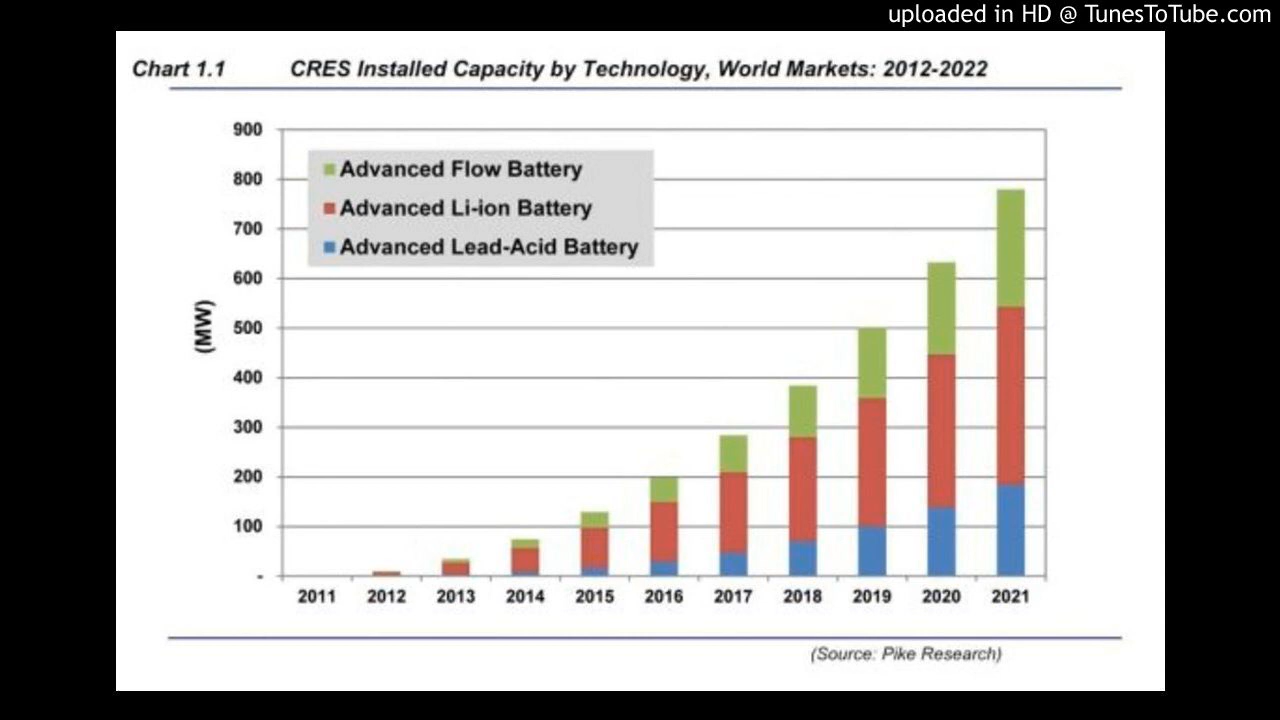 uploaded in HD @ TunesToTube.com
Chart 1.1 CRES Installed Capacity by Technology, World Markets: 2012-2022
900
800
700
600
500
400
300
200
100
-
(MW)
Advanced Flow Battery
Advanced Li-ion Battery
Advanced Lead-Acid Battery
2011 2012 2013 2014 2015 2016 2017 2018 2019 2020 2021
(Source: Pike Research)